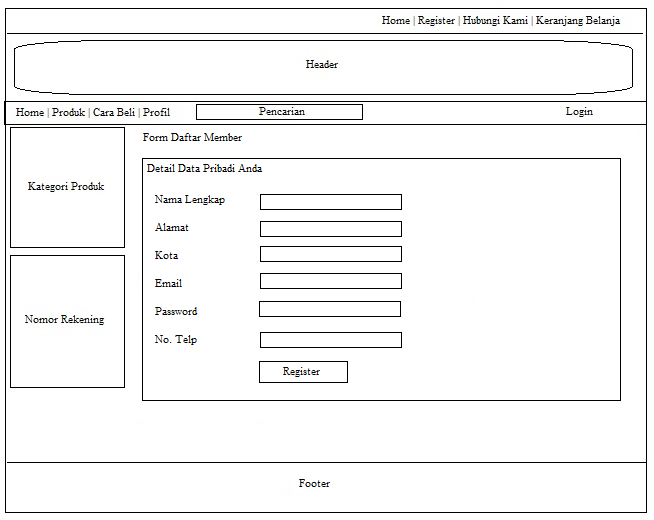 Home | Register | Hubungi Kami | Keranjang Belanja
Header
Home | Produk | Cara Beli | Profil
Pencarian
Login
Kategori Produk
Nomor Rekening
Form Daftar Member
Detail Data Pribadi Anda
Nama Lengkap
Alamat
Kota
Email
Password
No. Telp
Register
Footer